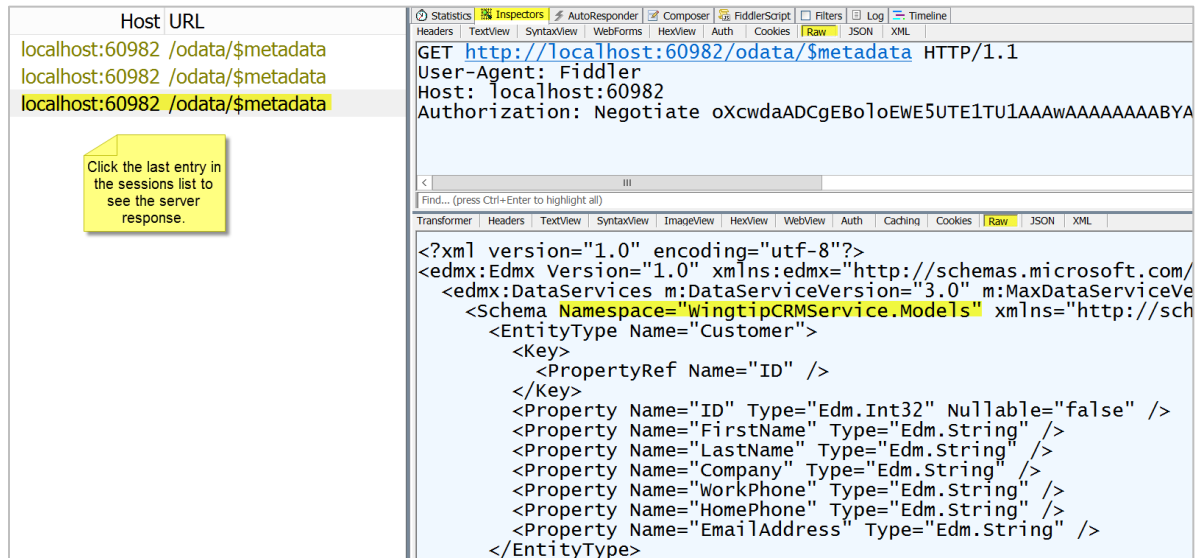 Host URL
localhost:60982 /odata/$metadata
localhost:60982 /odata/$metadata
localhost:60982 /odata/$metadata
Click the last entry in
the sessions list to
see the server
response.
Statistics Inspectors AutoResponder Composer FiddlerScript Filters Log Timeline
Headers TextView SyntaxView WebForms HexView Auth Cookies Raw JSON XML
GET http://localhost:60982/odata/$metadata HTTP/1.1
User-Agent: Fiddler
Host: localhost:60982
Authorization: Negotiate oXcwdaADCgEBoloEWE5UTE1TU1AAAwAAAAAAAABYA
Find... (press Ctrl+Enter to highlight all)
Transformer Headers TextView SyntaxView ImageView HexView WebView Auth Caching Cookies Raw JSON XML
<?xml version="1.0" encoding="utf-8"?>
<edmx:Edmx Version="1.0" xmlns:edmx="http://schemas.microsoft.com/
<edmx:DataServices m:DataServiceVersion="3.0" m:MaxDataServiceVe
<Schema Namespace="WingtipCRMService.Models" xmlns="http://sch
<EntityType Name="Customer">
<Key>
<PropertyRef Name="ID" />
</Key>
<Property Name="ID" Type="Edm.Int32" Nullable="false" />
<Property Name="FirstName" Type="Edm.String" />
<Property Name="LastName" Type="Edm.String" />
<Property Name="Company" Type="Edm.String" />
<Property Name="WorkPhone" Type="Edm.String" />
<Property Name="HomePhone" Type="Edm.String" />
<Property Name="EmailAddress" Type="Edm.String" />
</EntityType>